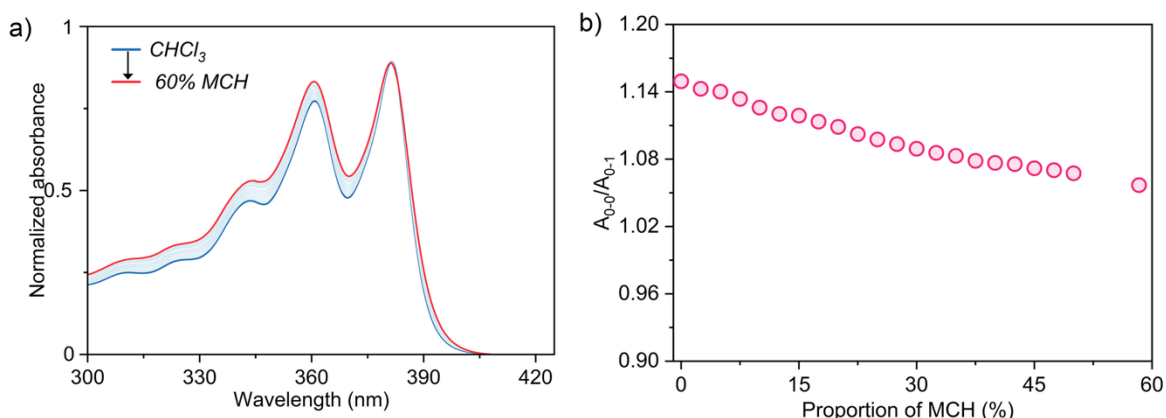 a)
CHCl₃
60% MCH
Normalized absorbance
1
0.5
0
300
330
360
390
420
Wavelength (nm)
b)
A₀₋₀/A₀₋₁
1.20
1.14
1.08
1.02
0.96
0.90
0
15
30
45
60
Proportion of MCH (%)